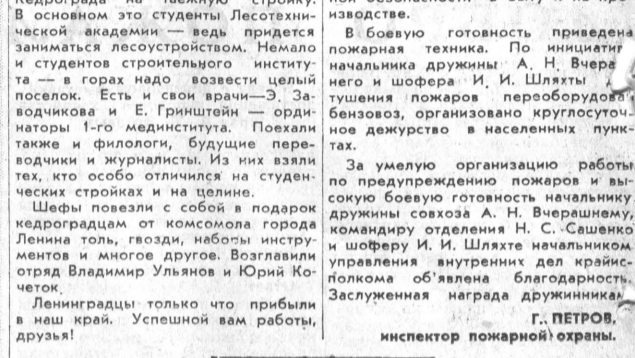 Кедрограда на таежную стройку.
В основном это студенты Лесотехни-
ческой академии — ведь придется
заниматься лесоустройством. Немало
и студентов строительного институ-
та — в горах надо возвести целый
поселок. Есть и свои врачи—Э. За-
водчикова и Е. Гринштейн — орди-
наторы 1-го мединститута. Поехали
также и филологи, будущие пере-
водчики и журналисты. Из них взяли
тех, кто особо отличился на студен-
ческих стройках и на целине.
Шефы повезли с собой в подарок
кедроградцам от комсомола города
Ленина толь, гвозди, наборы инстру-
ментов и многое другое. Возглавили
отряд Владимир Ульянов и Юрий Ко-
четок.
Ленинградцы только что прибыли
в наш край. Успешной вам работы,
друзья!
изводстве.
В боевую готовность приведена
пожарная техника. По инициатив
начальника дружины А. Н. Вчера
него и шофера И. И. Шляхты
тушения пожаров переоборудова
бензовоз, организовано круглосуточ-
ное дежурство в населенных пунк-
тах.
За умелую организацию работы
по предупреждению пожаров и вы-
сокую боевую готовность начальнику
дружины совхоза А. Н. Вчерашнему,
командиру отделения Н. С. Сашенко
и шоферу И. И. Шляхте начальником
управления внутренних дел крайис-
полкома об'явлена благодарность.
Заслуженная награда дружинникам
Г. ПЕТРОВ,
инспектор пожарной охраны.